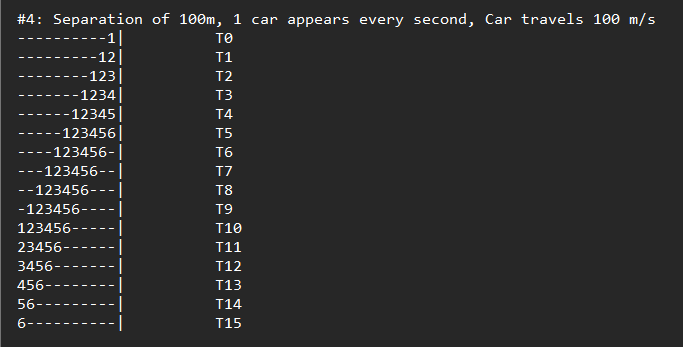 #4: Separation of 100m, 1 car appears every second, Car travels 100 m/s
----------1|          T0
---------12|          T1
--------123|          T2
-------1234|          T3
------12345|          T4
-----123456|          T5
----123456-|          T6
---123456--|          T7
--123456---|          T8
-123456----|          T9
123456-----|          T10
23456------|          T11
3456-------|          T12
456--------|          T13
56---------|          T14
6----------|          T15